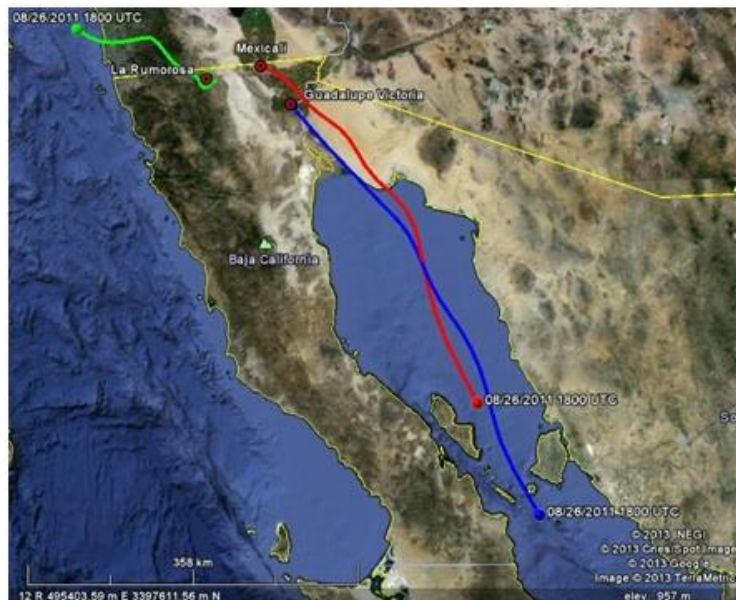 08/26/2011 1800 UTC
Mexicali
La Rumorosa
Guadalupe Victoria
Baja California
08/26/2011 1800 UTC
So
08/26/2011 1800 UTC
© 2013 INEGI
© 2013 Cnes/Spot Image
© 2013 Google
Image © 2013 TerraMetrics
358 km
12 R 495403.59 m E 3397611.56 m N
elev 957 m